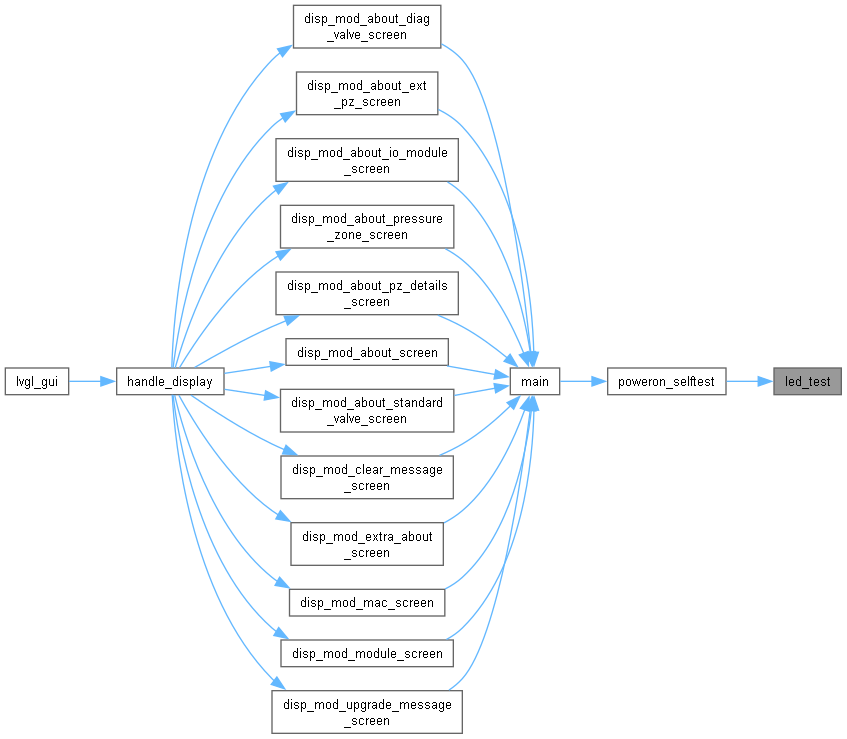 disp_mod_about_diag
_valve_screen
disp_mod_about_ext
_pz_screen
disp_mod_about_io_module
_screen
disp_mod_about_pressure
_zone_screen
disp_mod_about_pz_details
_screen
disp_mod_about_screen
lvgl_gui
handle_display
main
poweron_selftest
led_test
disp_mod_about_standard
_valve_screen
disp_mod_clear_message
_screen
disp_mod_extra_about
_screen
disp_mod_mac_screen
disp_mod_module_screen
disp_mod_upgrade_message
_screen